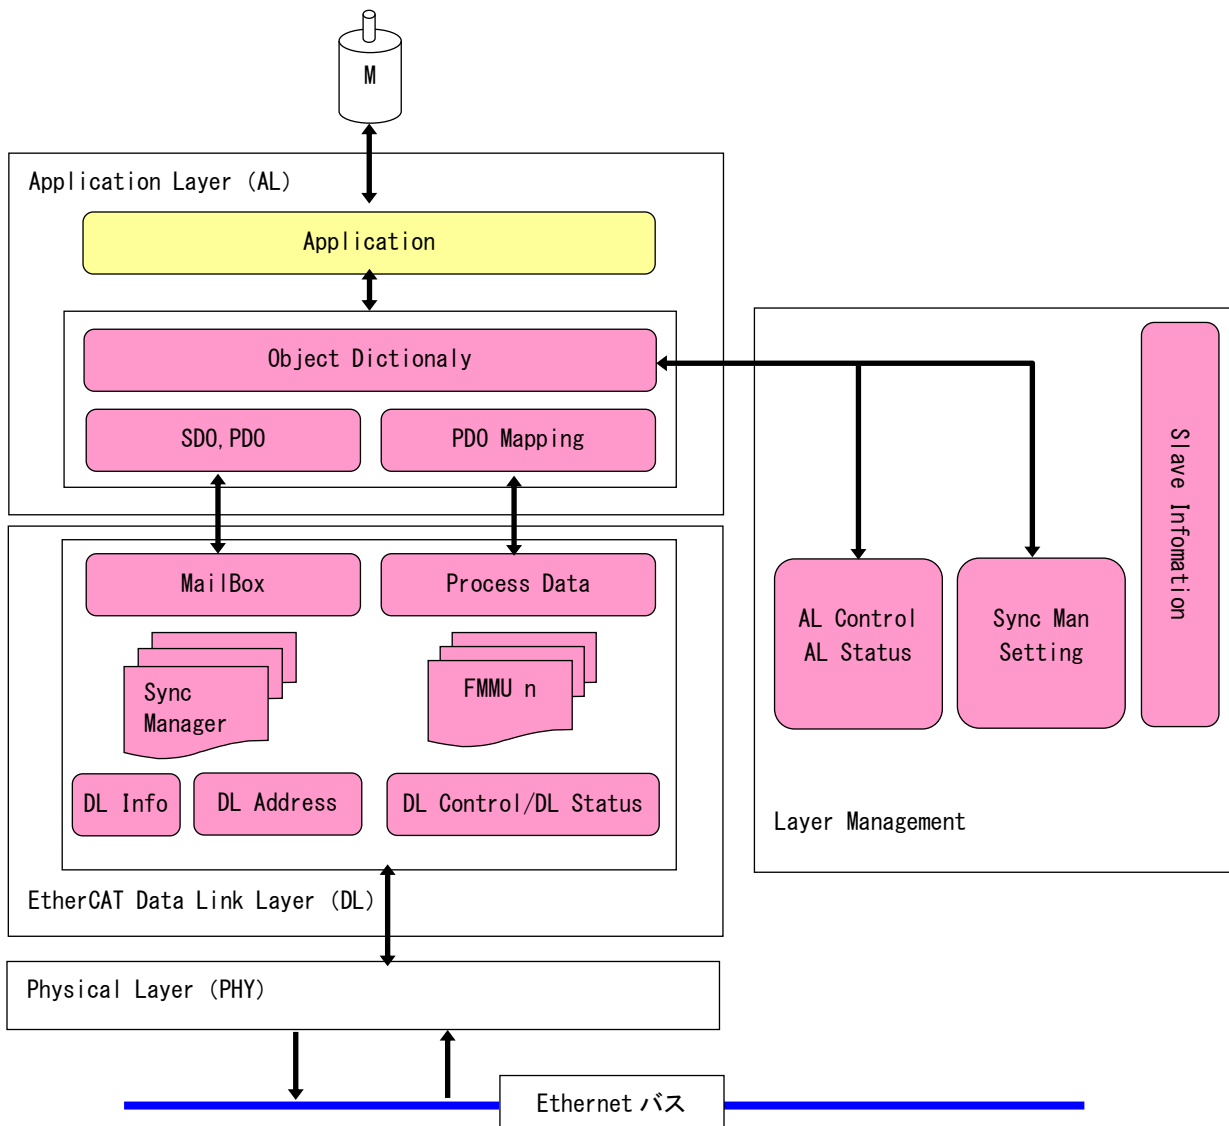 M
Application Layer (AL)
Application
Object Dictionaly
SDO,PDO
PDO Mapping
MailBox
Process Data
Sync
Manager
FMMU n
DL Info
DL Address
DL Control/DL Status
EtherCAT Data Link Layer (DL)
AL Control
AL Status
Sync Man
Setting
Slave Infomation
Layer Management
Physical Layer (PHY)
Ethernet バス